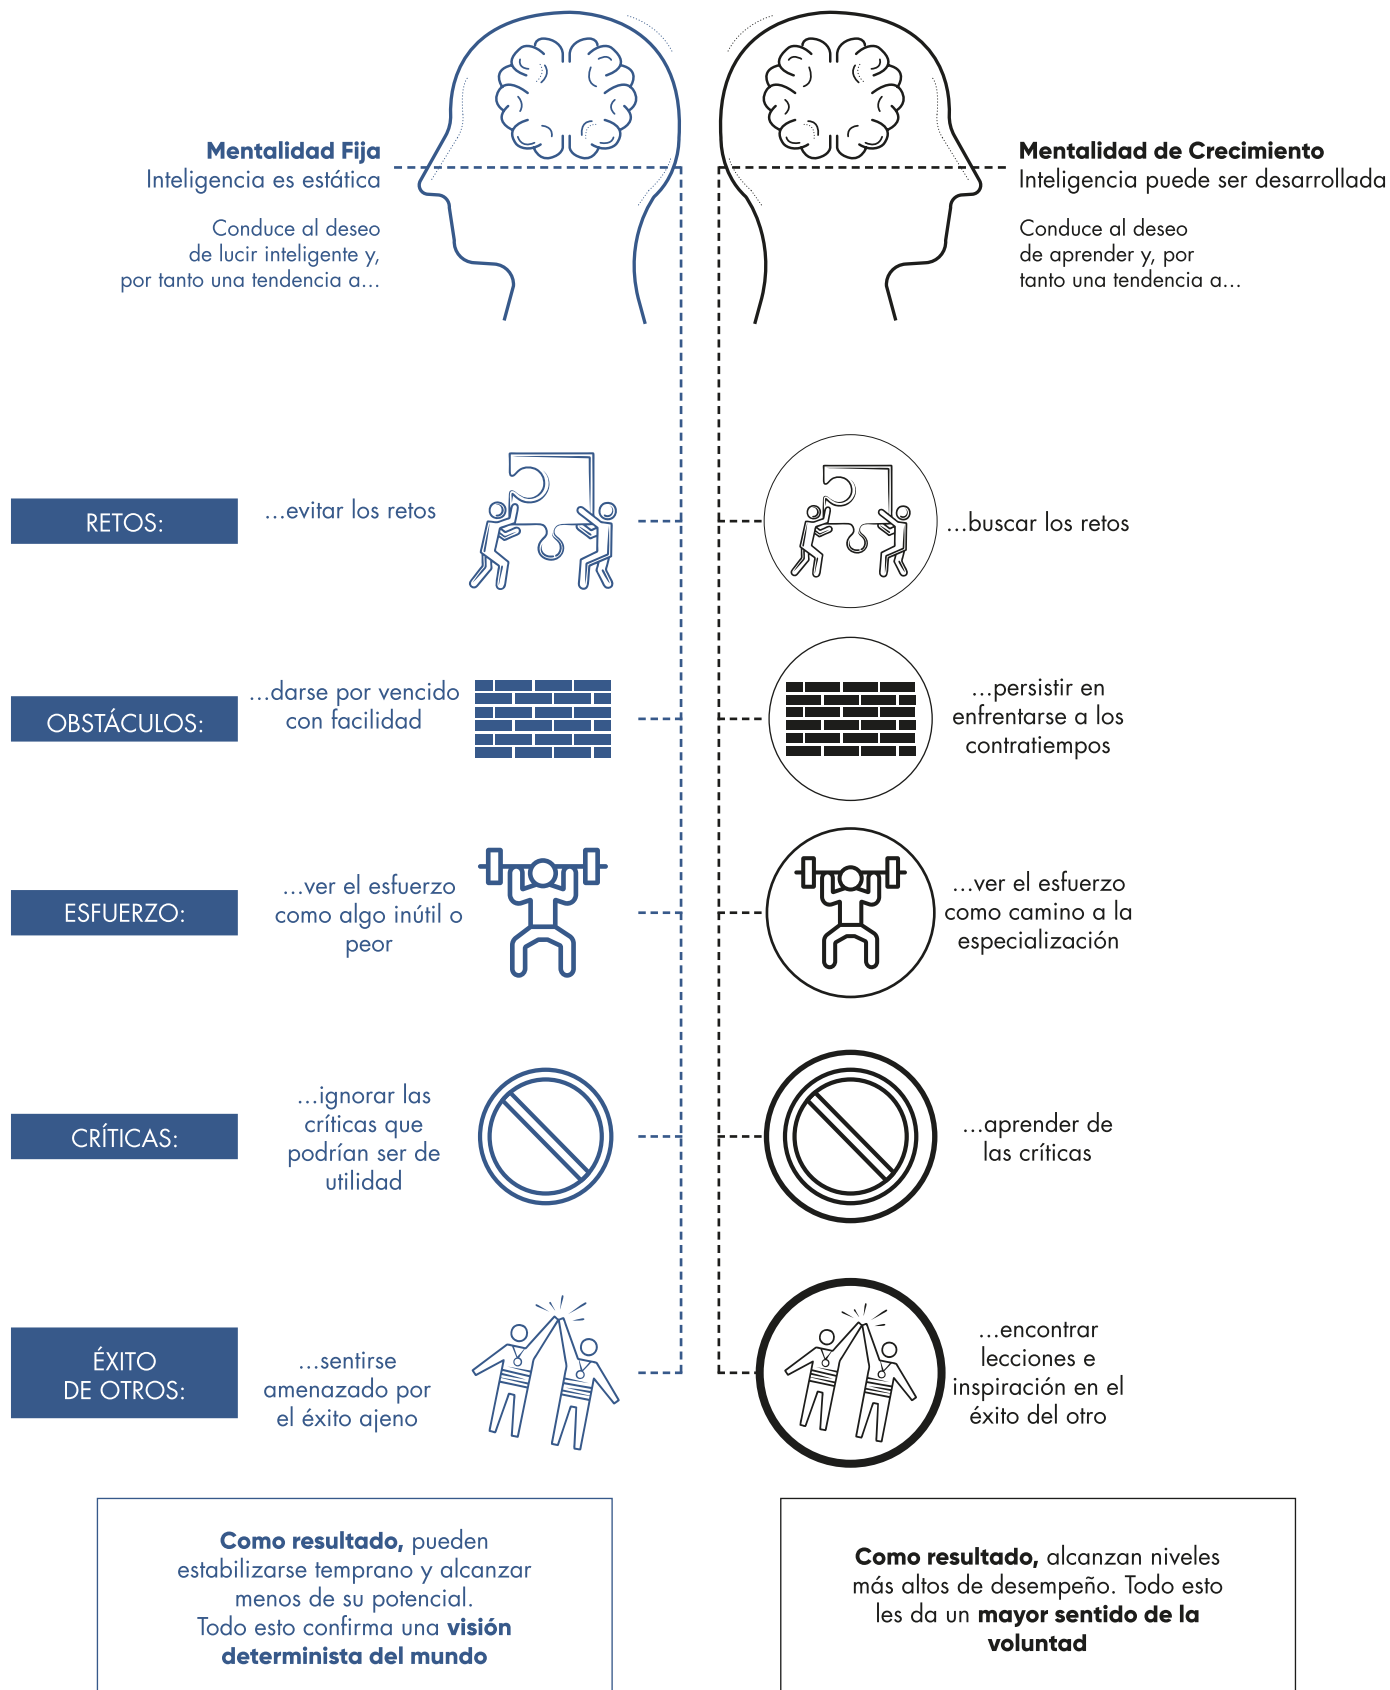 Mentalidad Fija
Inteligencia es estática
Conduce al deseo
de lucir inteligente y,
por tanto una tendencia a...
Mentalidad de Crecimiento
Inteligencia puede ser desarrollada
Conduce al deseo
de aprender y, por
tanto una tendencia a...
RETOS:
...evitar los retos
...buscar los retos
OBSTÁCULOS:
...darse por vencido
con facilidad
...persistir en
enfrentarse a los
contratiempos
ESFUERZO:
...ver el esfuerzo
como algo inútil o
peor
...ver el esfuerzo
como camino a la
especialización
CRÍTICAS:
...ignorar las
críticas que
podrían ser de
utilidad
...aprender de
las críticas
ÉXITO
DE OTROS:
...sentirse
amenazado por
el éxito ajeno
...encontrar
lecciones e
inspiración en el
éxito del otro
Como resultado, pueden
estabilizarse temprano y alcanzar
menos de su potencial.
Todo esto confirma una visión
determinista del mundo
Como resultado, alcanzan niveles
más altos de desempeño. Todo esto
les da un mayor sentido de la
voluntad